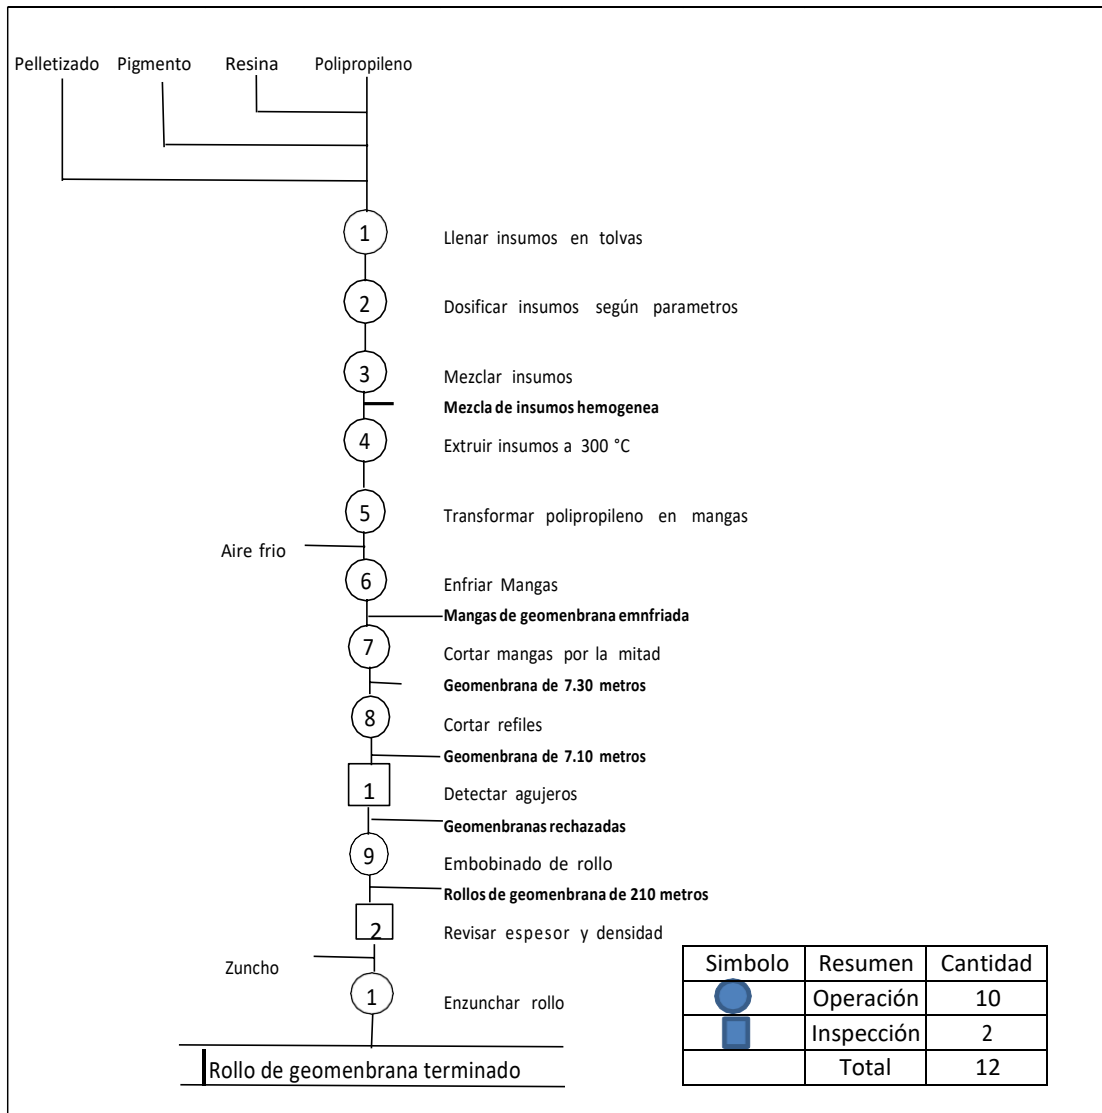 Pelletizado Pigmento Resina Polipropileno
1 Llenar insumos en tolvas
2 Dosificar insumos según parametros
3 Mezclar insumos
Mezcla de insumos hemogenea
4 Extruir insumos a 300 °C
5 Transformar polipropileno en mangas
Aire frio
6 Enfriar Mangas
Mangas de geomenbrana emnfriada
7 Cortar mangas por la mitad
Geomenbrana de 7.30 metros
8 Cortar refiles
Geomenbrana de 7.10 metros
1 Detectar agujeros
Geomenbranas rechazadas
9 Embobinado de rollo
Rollos de geomenbrana de 210 metros
2 Revisar espesor y densidad
Zuncho
1 Enzunchar rollo
Rollo de geomenbrana terminado
Simbolo Resumen Cantidad
Operación 10
Inspección 2
Total 12